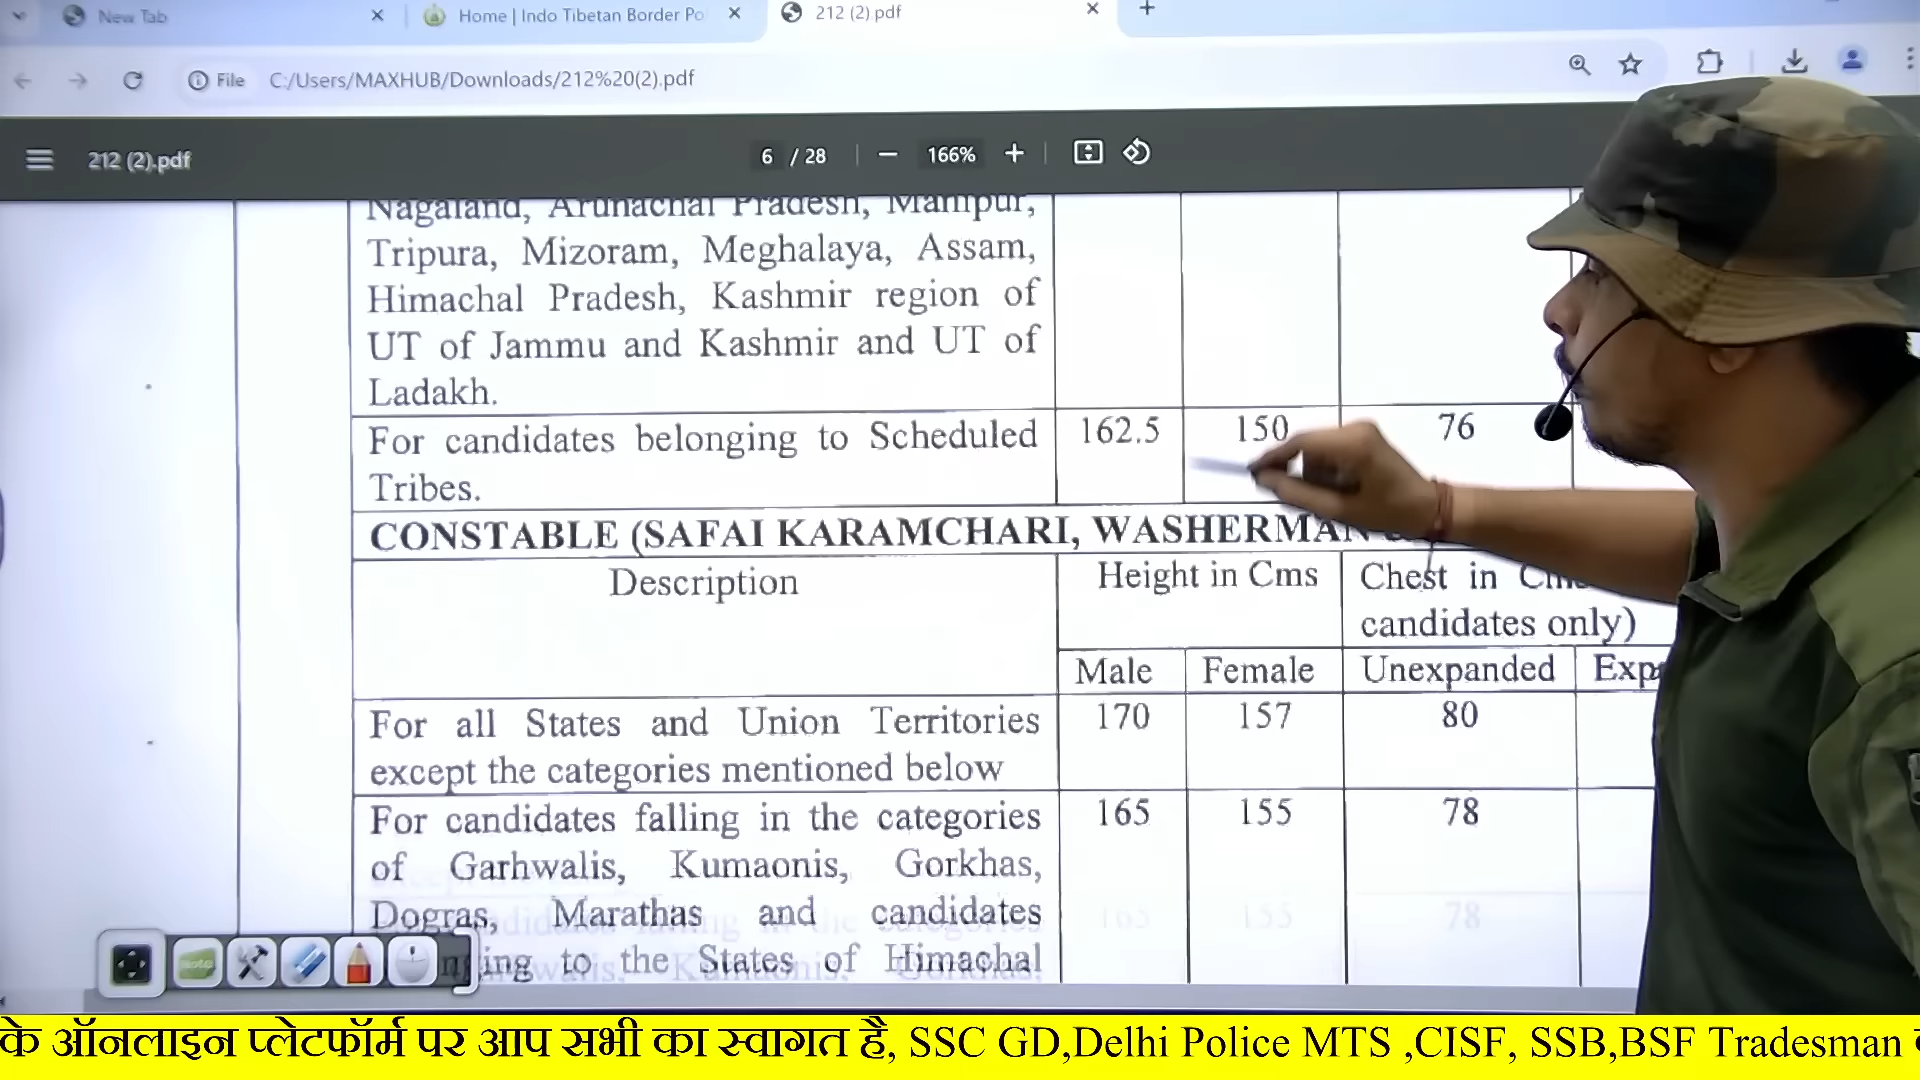 New Tab
Home | Indo Tibetan Border Po
212 (2).pdf
File C:/Users/MAXHUB/Downloads/212%20(2).pdf
212 (2).pdf
6 / 28
166%
Nagaland, Arunachal Pradesh, Manipur,
Tripura, Mizoram, Meghalaya, Assam,
Himachal Pradesh, Kashmir region of
UT of Jammu and Kashmir and UT of
Ladakh.
For candidates belonging to Scheduled 162.5 150 76
Tribes.
CONSTABLE (SAFAI KARAMCHARI, WASHERMAN
Description Height in Cms Chest in
candidates only)
Male Female Unexpanded Exp
For all States and Union Territories 170 157 80
except the categories mentioned below
For candidates falling in the categories 165 155 78
of Garhwalis, Kumaonis, Gorkhas,
Dogras, Marathas and candidates
ging to the States of Himachal
के ऑनलाइन प्लेटफॉर्म पर आप सभी का स्वागत है, SSC GD,Delhi Police MTS ,CISF, SSB,BSF Tradesman